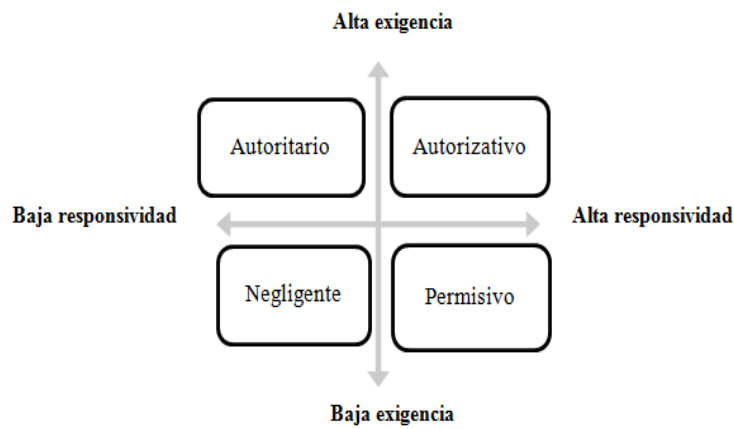 Alta exigencia
Autoritario
Autorizativo
Baja responsividad
Alta responsividad
Negligente
Permisivo
Baja exigencia